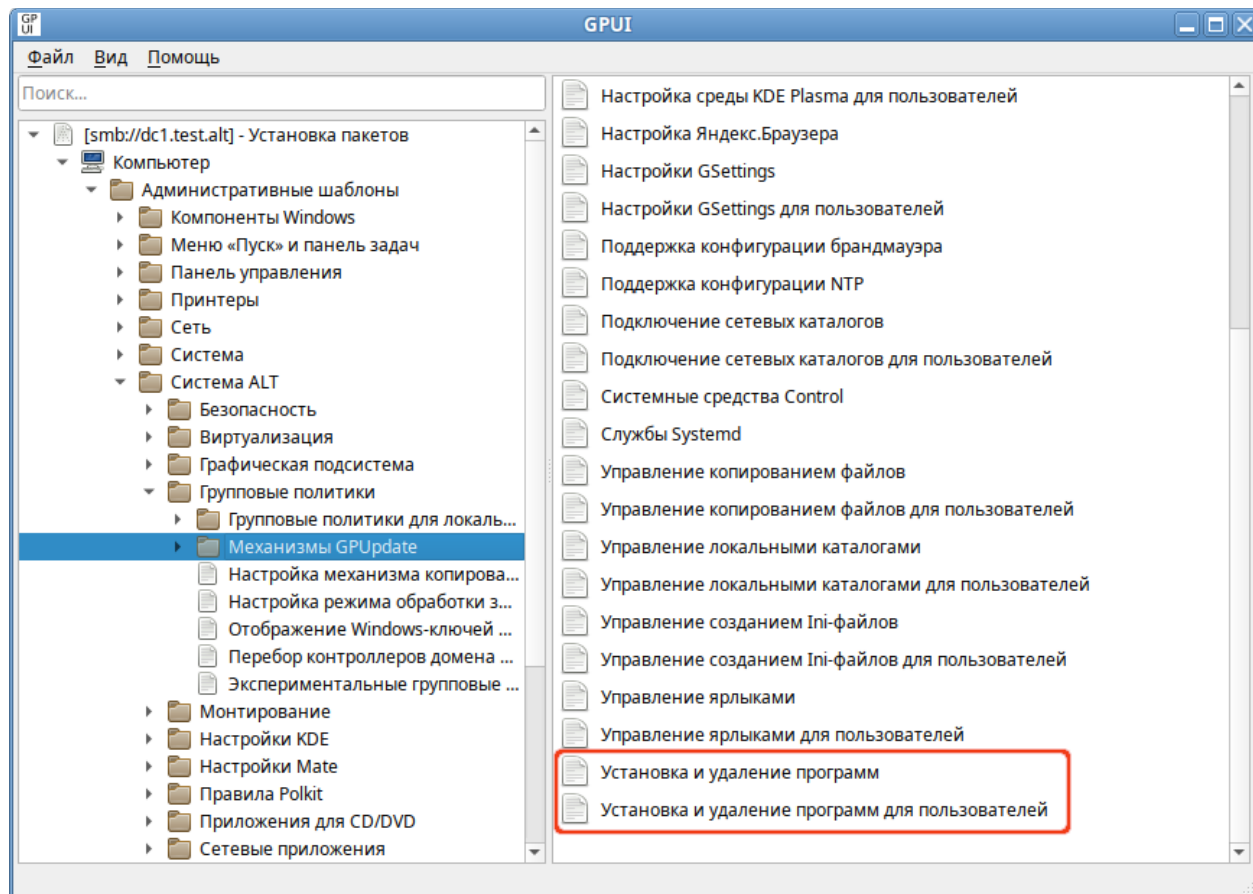 GPUI
GPUI
Файл Вид Помощь
Поиск...
[smb://dc1.test.alt] - Установка пакетов
Компьютер
Административные шаблоны
Компоненты Windows
Меню «Пуск» и панель задач
Панель управления
Принтеры
Сеть
Система
Система ALT
Безопасность
Виртуализация
Графическая подсистема
Групповые политики
Групповые политики для локаль...
Механизмы GPUpdate
Настройка механизма копирова...
Настройка режима обработки з...
Отображение Windows-ключей ...
Перебор контроллеров домена ...
Экспериментальные групповые ...
Монтирование
Настройки KDE
Настройки Mate
Правила Polkit
Приложения для CD/DVD
Сетевые приложения
Настройка среды KDE Plasma для пользователей
Настройка Яндекс.Браузера
Настройки GSettings
Настройки GSettings для пользователей
Поддержка конфигурации брандмауэра
Поддержка конфигурации NTP
Подключение сетевых каталогов
Подключение сетевых каталогов для пользователей
Системные средства Control
Службы Systemd
Управление копированием файлов
Управление копированием файлов для пользователей
Управление локальными каталогами
Управление локальными каталогами для пользователей
Управление созданием Ini-файлов
Управление созданием Ini-файлов для пользователей
Управление ярлыками
Управление ярлыками для пользователей
Установка и удаление программ
Установка и удаление программ для пользователей